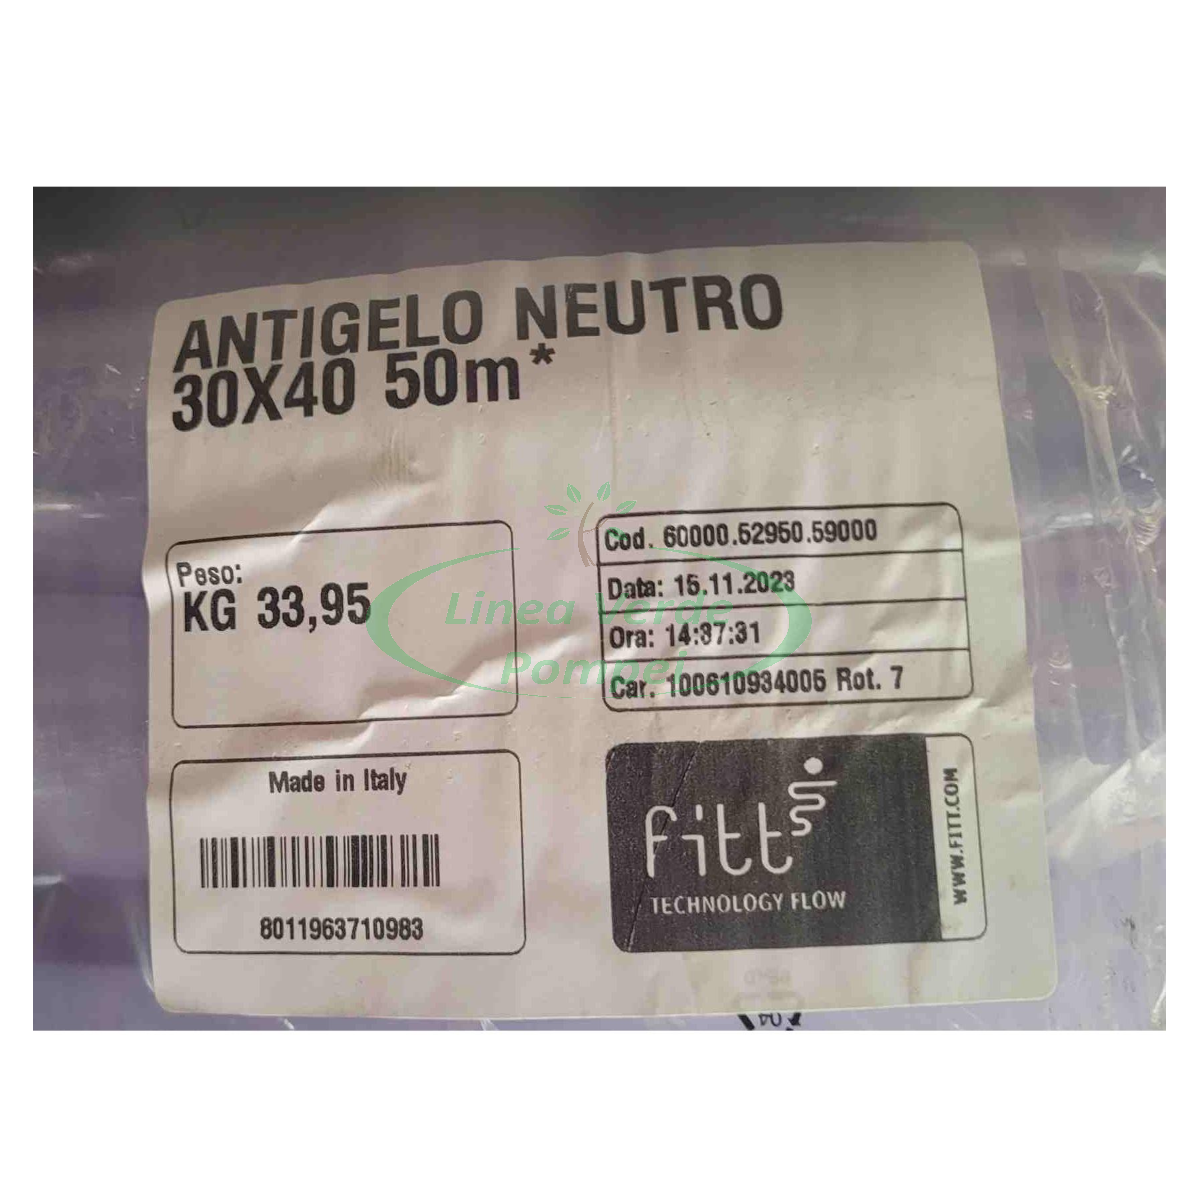 ANTIGELO NEUTRO
30X40 50m*
Peso:
KG 33,95
Cod. 60000.52950.59000
Data: 15.11.2023
Ora: 14:37:31
Car. 100610934005 Rot. 7
Linea Verde
Pompei
Made in Italy
8011963710983
fitt
TECHNOLOGY FLOW
WWW.FITT.COM
04